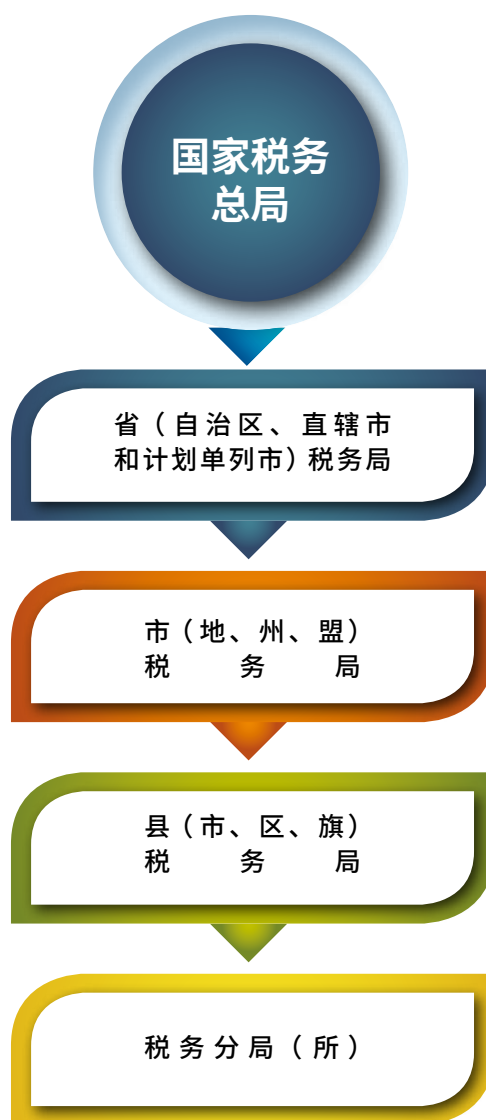 国家税务
总局
省（自治区、直辖市
和计划单列市）税务局
市（地、州、盟）
税务局
县（市、区、旗）
税务局
税务分局（所）